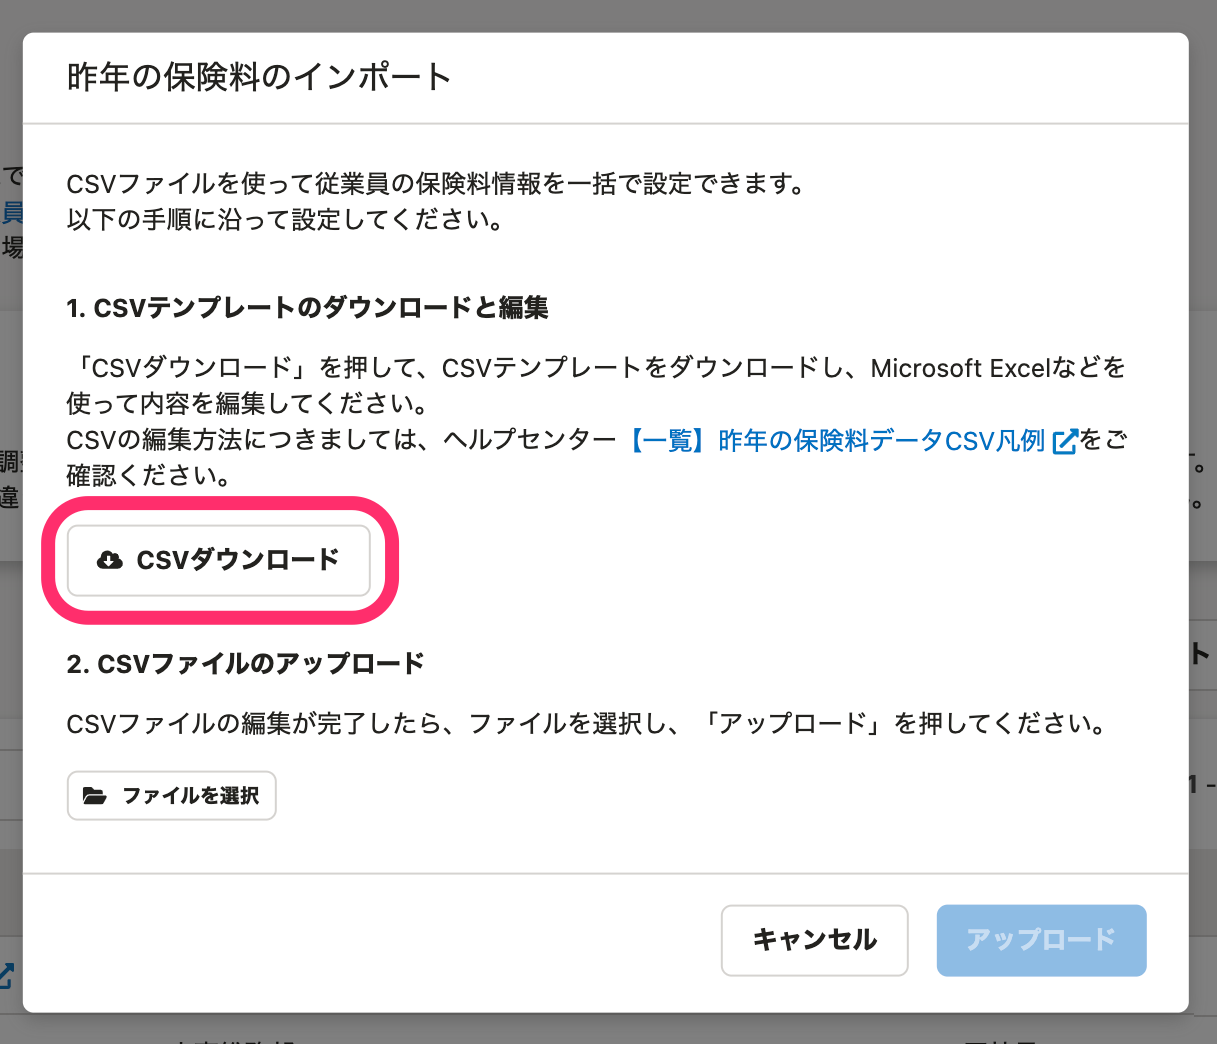 昨年の保険料のインポート
CSVファイルを使って従業員の保険料情報を一括で設定できます。
以下の手順に沿って設定してください。
1. CSVテンプレートのダウンロードと編集
「CSVダウンロード」を押して、CSVテンプレートをダウンロードし、Microsoft Excelなどを
使って内容を編集してください。
CSVの編集方法につきましては、ヘルプセンター【一覧】昨年の保険料データCSV凡例をご
確認ください。
CSVダウンロード
2. CSVファイルのアップロード
CSVファイルの編集が完了したら、ファイルを選択し、「アップロード」を押してください。
ファイルを選択
キャンセル
アップロード
で
員
場
調
違
す。
。
ト
1 -